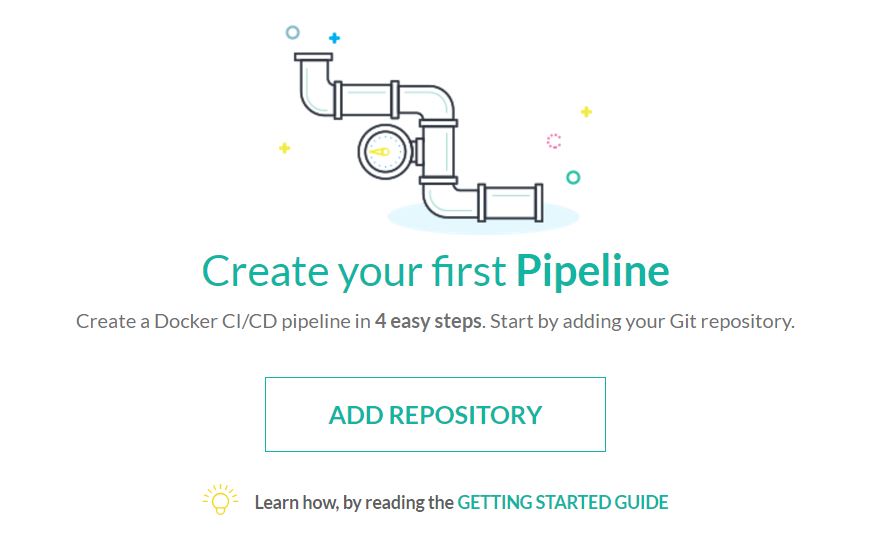 Create your first Pipeline
Create a Docker CI/CD pipeline in 4 easy steps. Start by adding your Git repository.
ADD REPOSITORY
Learn how, by reading the GETTING STARTED GUIDE